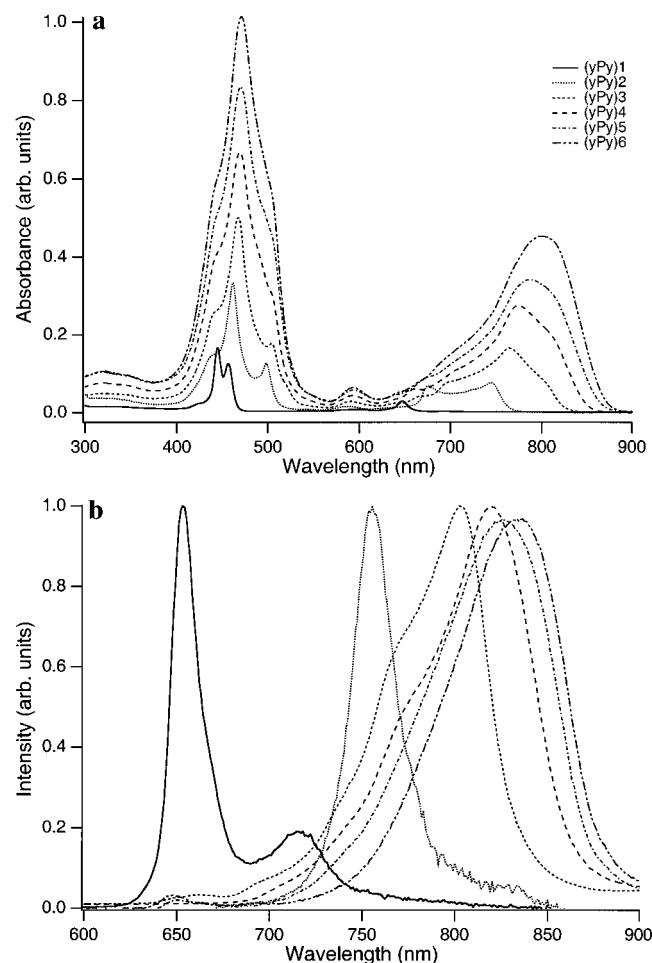 a
1.0
0.8
0.6
0.4
0.2
0.0
Absorbance (arb. units)
(yPy)1
(yPy)2
(yPy)3
(yPy)4
(yPy)5
(yPy)6
300 400 500 600 700 800 900
Wavelength (nm)
b
1.0
0.8
0.6
0.4
0.2
0.0
Intensity (arb. units)
600 650 700 750 800 850 900
Wavelength (nm)